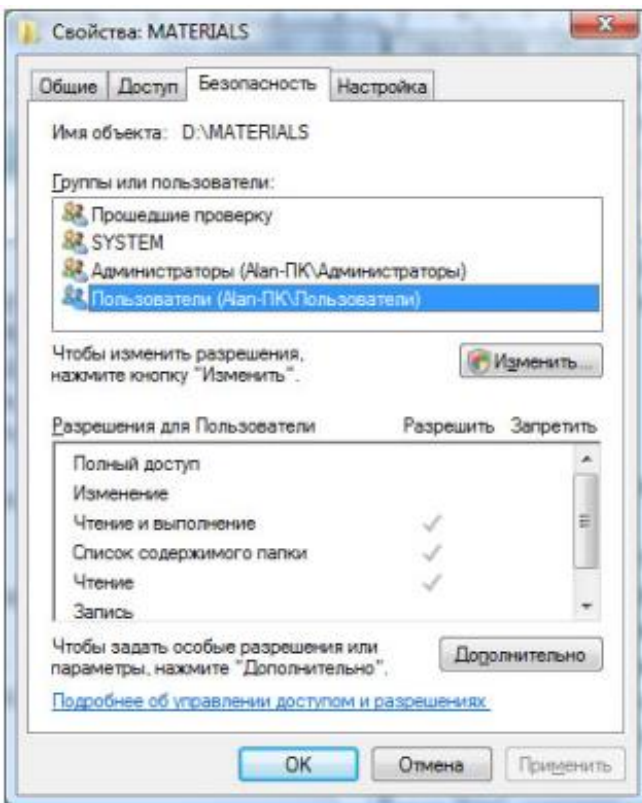 Свойства: MATERIALS
Общие Доступ Безопасность Настройка
Имя объекта: D:\MATERIALS
Группы или пользователи:
Прошедшие проверку
SYSTEM
Администраторы (Alan-ПК\Администраторы)
Пользователи (Alan-ПК\Пользователи)
Чтобы изменить разрешения,
нажмите кнопку "Изменить".
Изменить...
Разрешения для Пользователи Разрешить Запретить
Полный доступ
Изменение
Чтение и выполнение
Список содержимого папки
Чтение
Запись
Чтобы задать особые разрешения или
параметры, нажмите "Дополнительно".
Дополнительно
Подробнее об управлении доступом и разрешениях
OK Отмена Применить